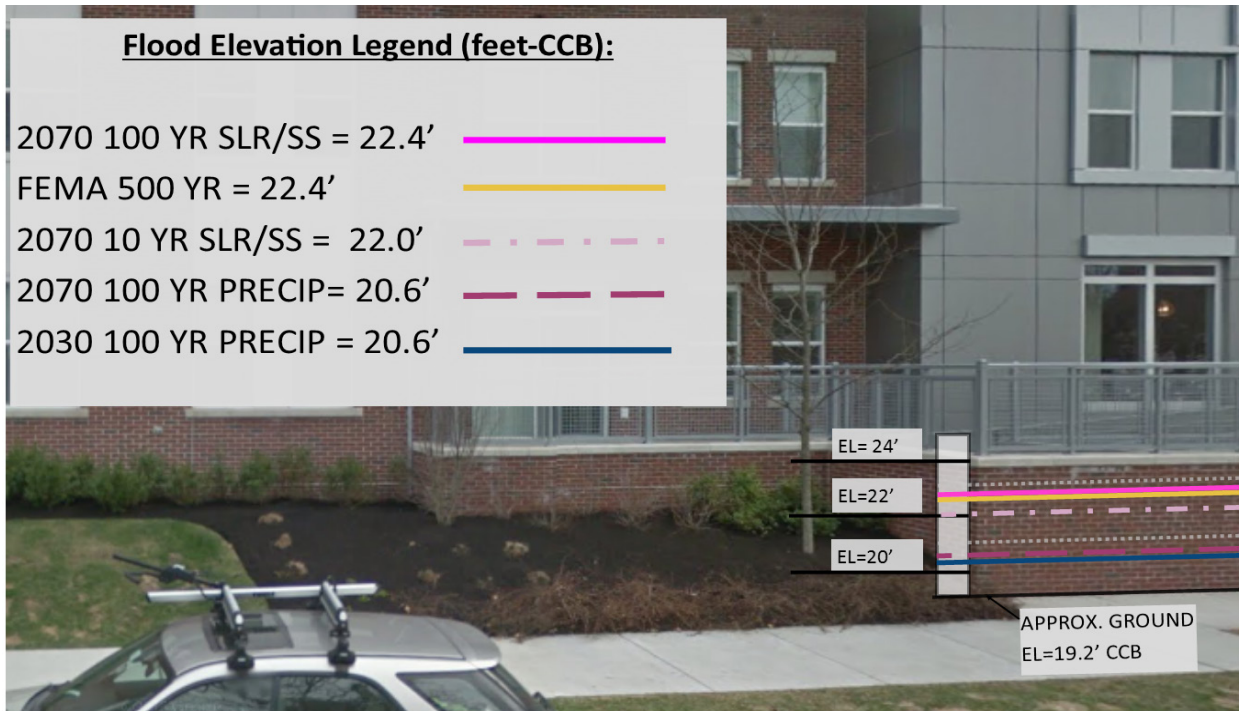 Flood Elevation Legend (feet-CCB):
2070 100 YR SLR/SS = 22.4’
FEMA 500 YR = 22.4’
2070 10 YR SLR/SS =  22.0’
2070 100 YR PRECIP= 20.6’
2030 100 YR PRECIP = 20.6’
EL= 24’
EL=22’
EL=20’
APPROX. GROUND
EL=19.2’ CCB